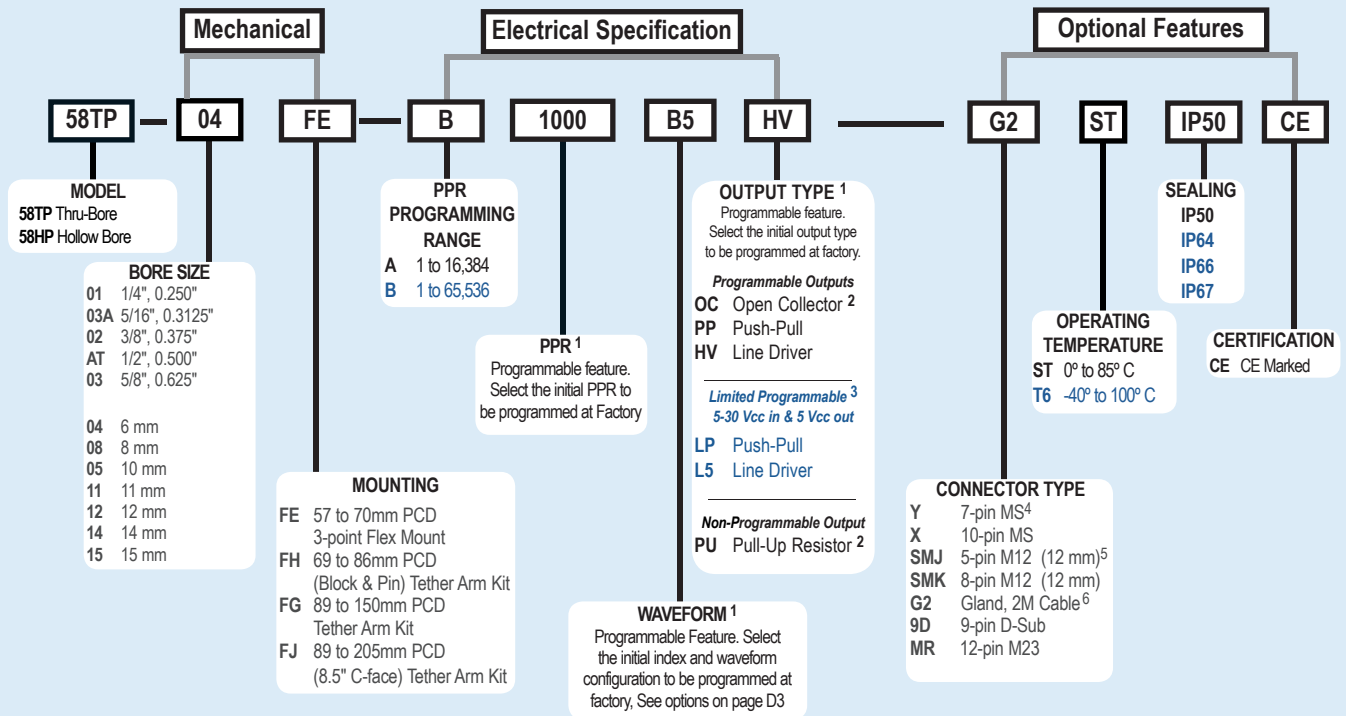 Mechanical
Electrical Specification
Optional Features
58TP
04
FE
B
1000
B5
HV
G2
ST
IP50
CE
MODEL
58TP Thru-Bore
58HP Hollow Bore
BORE SIZE
01 1/4", 0.250"
03A 5/16", 0.3125"
02 3/8", 0.375"
AT 1/2", 0.500"
03 5/8", 0.625"
04 6 mm
08 8 mm
05 10 mm
11 11 mm
12 12 mm
14 14 mm
15 15 mm
MOUNTING
FE 57 to 70mm PCD
3-point Flex Mount
FH 69 to 86mm PCD
(Block & Pin) Tether Arm Kit
FG 89 to 150mm PCD
Tether Arm Kit
FJ 89 to 205mm PCD
(8.5" C-face) Tether Arm Kit
PPR
PROGRAMMING
RANGE
A 1 to 16,384
B 1 to 65,536
PPR 1
Programmable feature.
Select the initial PPR to
be programmed at Factory
WAVEFORM 1
Programmable Feature. Select
the initial index and waveform
configuration to be programmed at
factory, See options on page D3
OUTPUT TYPE 1
Programmable feature.
Select the initial output type
to be programmed at factory.
Programmable Outputs
OC Open Collector 2
PP Push-Pull
HV Line Driver
Limited Programmable 3
5-30 Vcc in & 5 Vcc out
LP Push-Pull
L5 Line Driver
Non-Programmable Output
PU Pull-Up Resistor 2
CONNECTOR TYPE
Y 7-pin MS4
X 10-pin MS
SMJ 5-pin M12 (12 mm)5
SMK 8-pin M12 (12 mm)
G2 Gland, 2M Cable6
9D 9-pin D-Sub
MR 12-pin M23
OPERATING
TEMPERATURE
ST 0º to 85º C
T6 -40º to 100º C
SEALING
IP50
IP64
IP66
IP67
CERTIFICATION
CE CE Marked